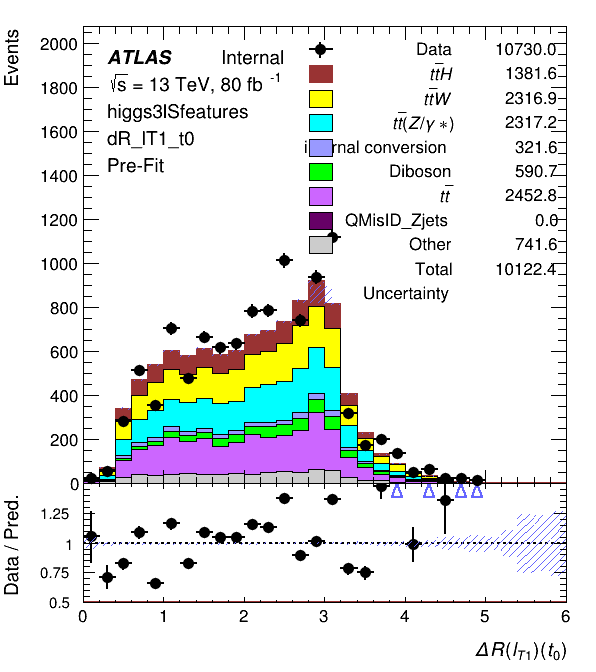 Events
2000
1800
1600
1400
1200
1000
800
600
400
200
0
ATLAS Internal
√s = 13 TeV, 80 fb⁻¹
higgs3lSfeatures
dR_lT1_t0
Pre-Fit
Data 10730.0
tt̄H 1381.6
tt̄W 2316.9
tt̄(Z/γ*) 2317.2
rnal conversion 321.6
Diboson 590.7
tt̄ 2452.8
QMisID_Zjets 0.0
Other 741.6
Total 10122.4
Uncertainty
Data / Pred.
1.25
1
0.75
0.5
0 1 2 3 4 5 6
ΔR(l_{T1})(t_0)